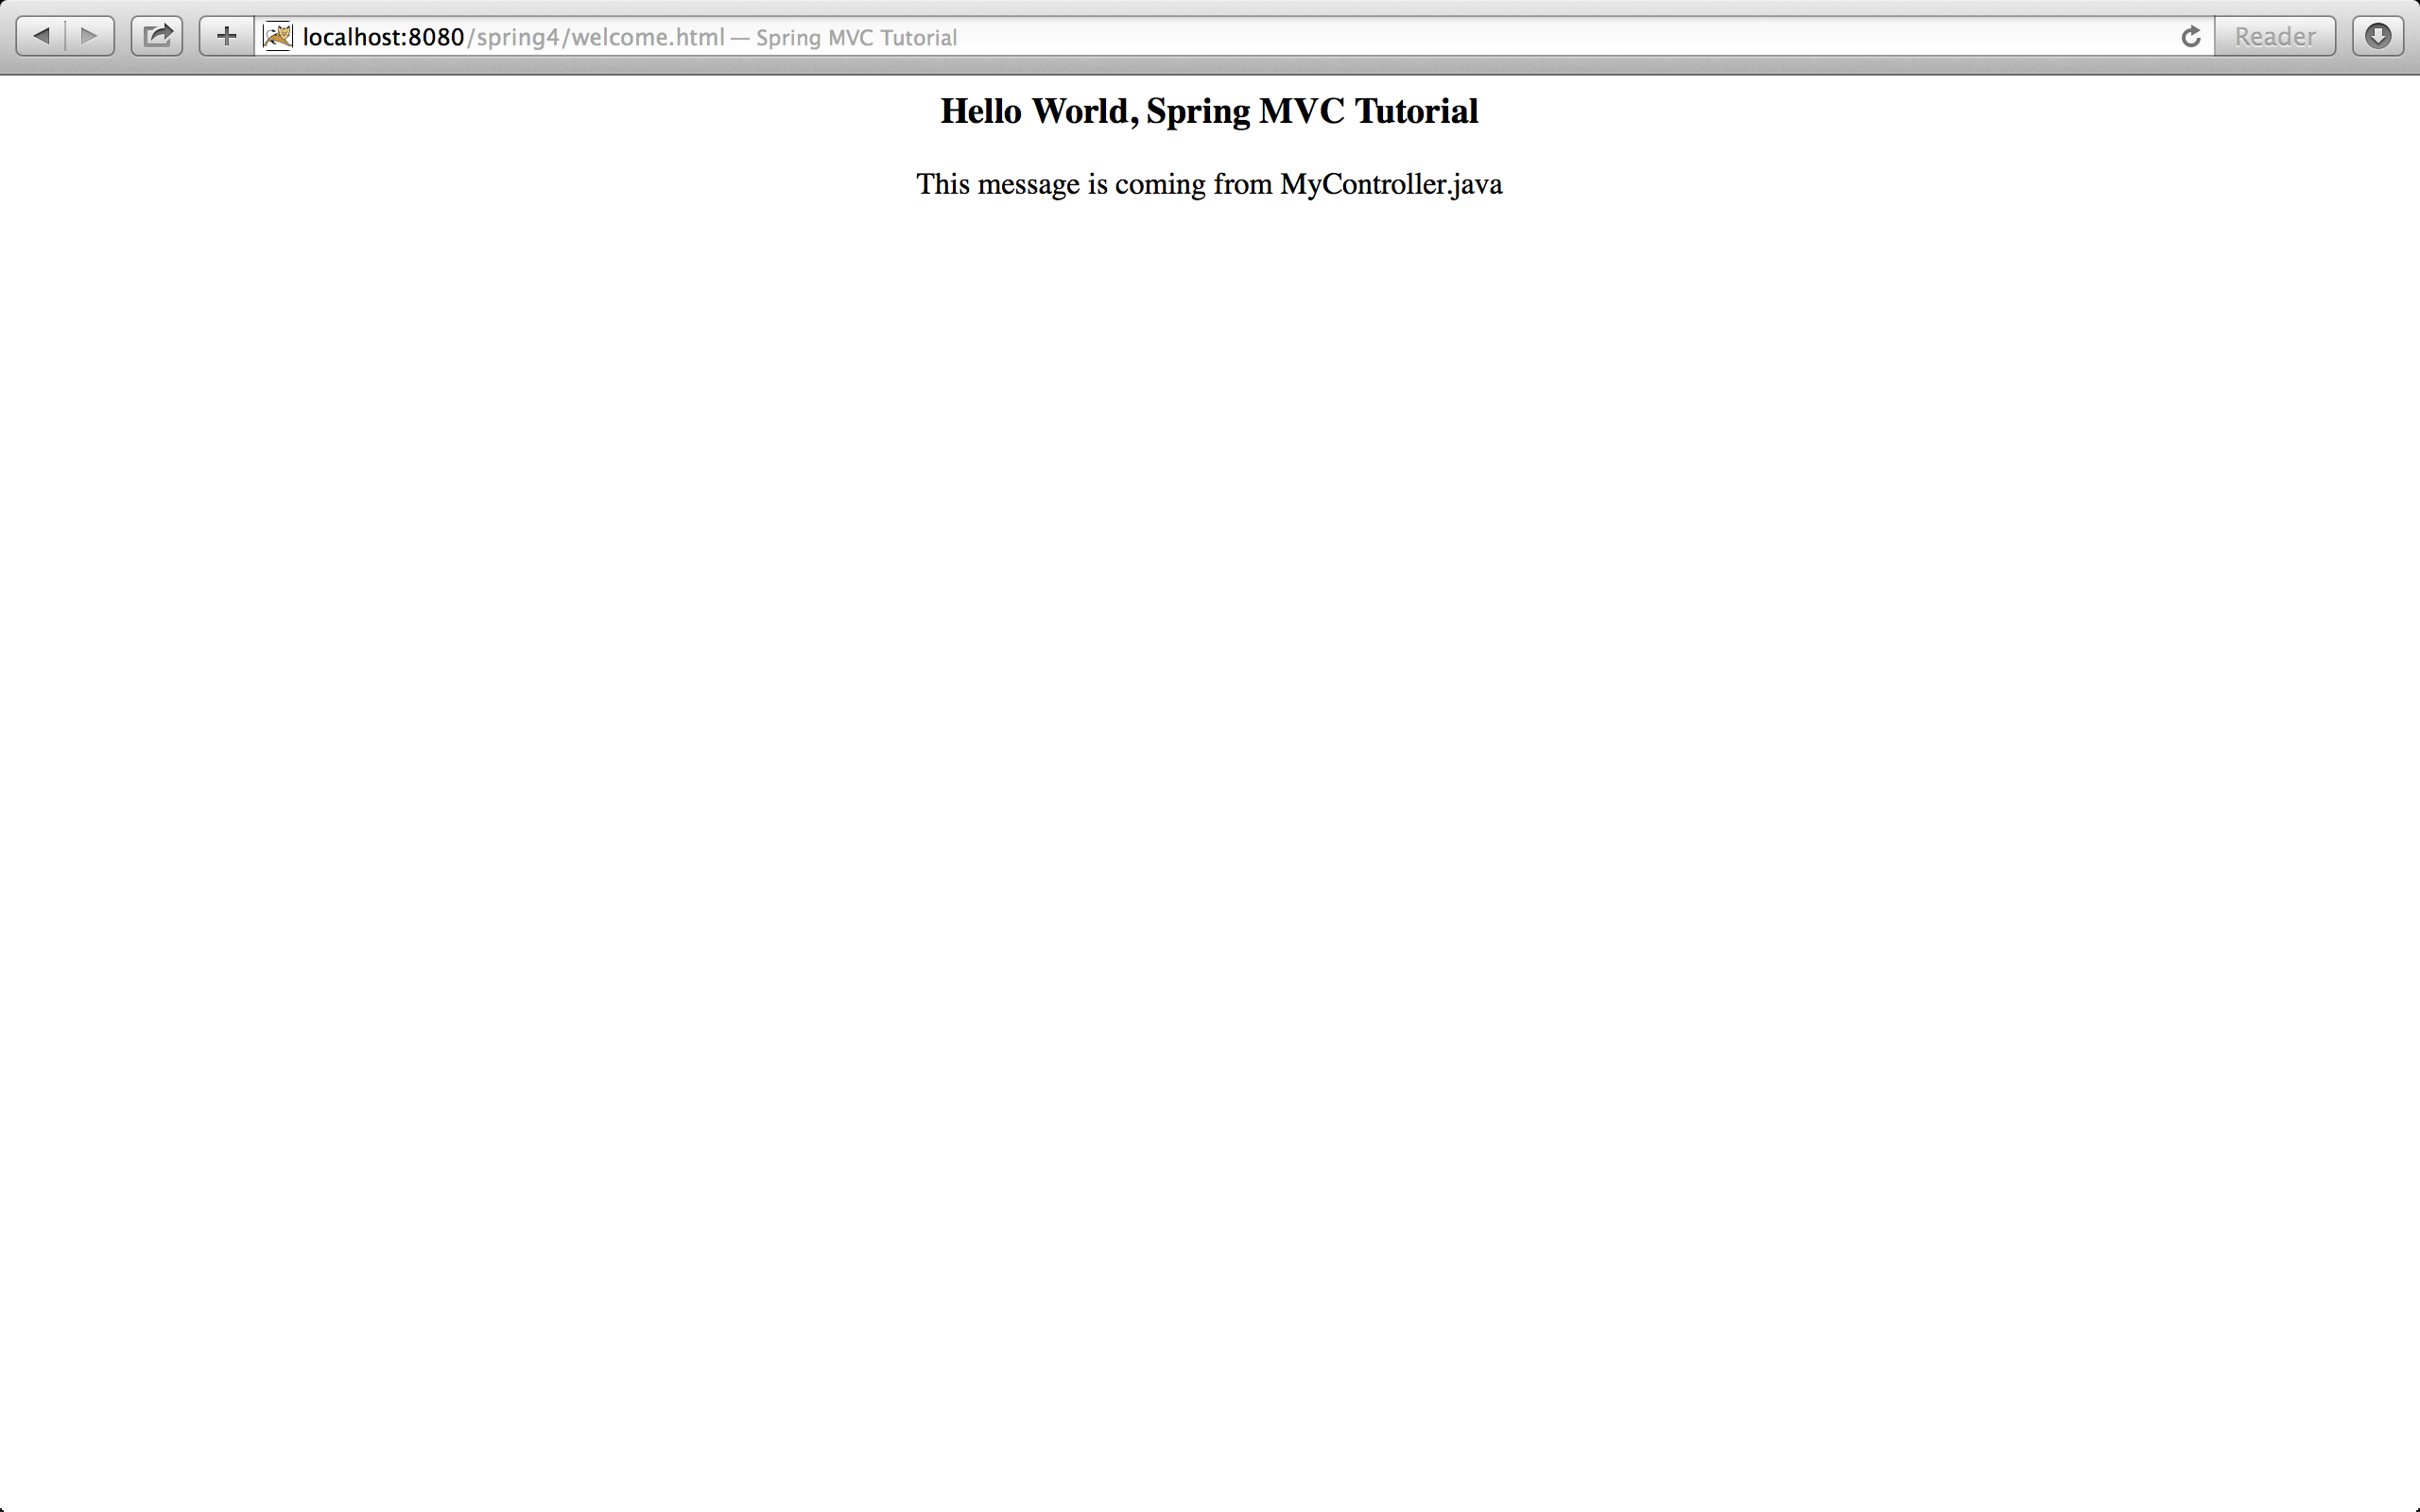 localhost:8080/spring4/welcome.html — Spring MVC Tutorial
Reader
Hello World, Spring MVC Tutorial
This message is coming from MyController.java